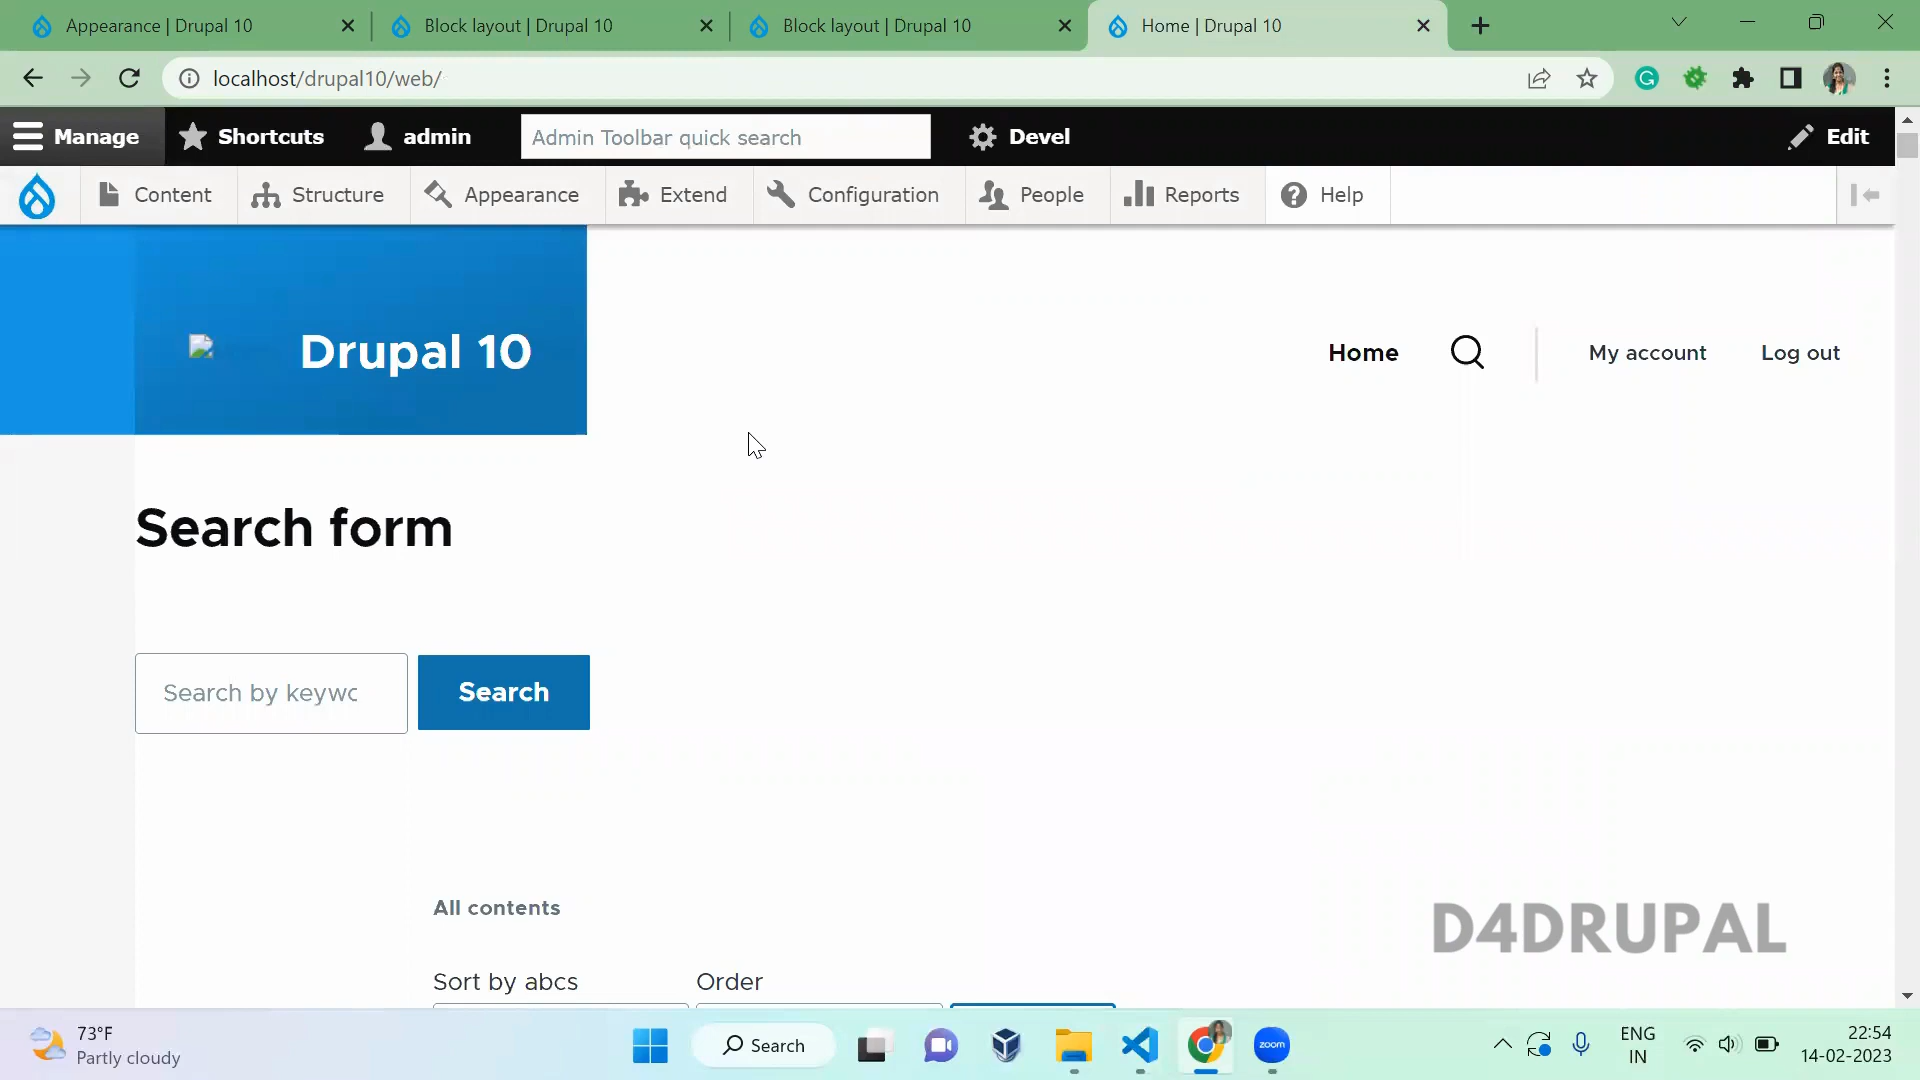 Appearance | Drupal 10
Block layout | Drupal 10
Block layout | Drupal 10
Home | Drupal 10
localhost/drupal10/web/
Manage
Shortcuts
admin
Admin Toolbar quick search
Devel
Edit
Content
Structure
Appearance
Extend
Configuration
People
Reports
Help
Drupal 10
Home
My account
Log out
Search form
Search by keywo
Search
All contents
D4DRUPAL
Sort by abcs
Order
73°F
Partly cloudy
Search
zoom
ENG
IN
22:54
14-02-2023